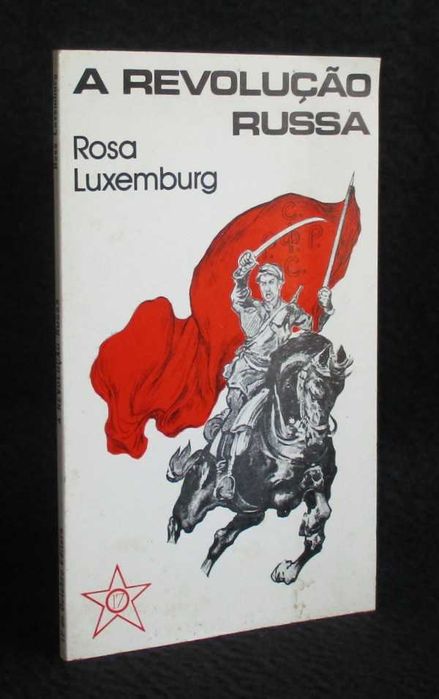 A REVOLUÇÃO
RUSSA
Rosa
Luxemburg
С.
Р. Р.
С.
17